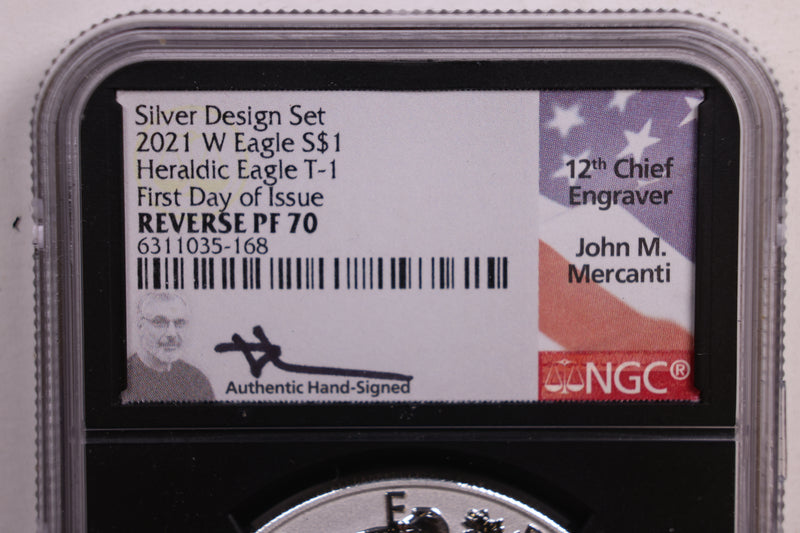 Silver Design Set
2021 W Eagle S$1
Heraldic Eagle T-1
First Day of Issue
REVERSE PF 70
6311035-168
Authentic Hand-Signed
12th Chief
Engraver
John M.
Mercanti
NGC®
E